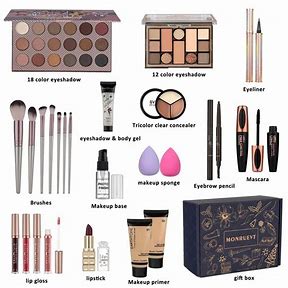 18 color eyeshadow
12 color eyeshadow
Eyeliner
eyeshadow & body gel
Tricolor clear concealer
Brushes
Makeup base
makeup sponge
Eyebrow pencil
Mascara
MONRUEVI
lip gloss
lipstick
Makeup primer
gift box